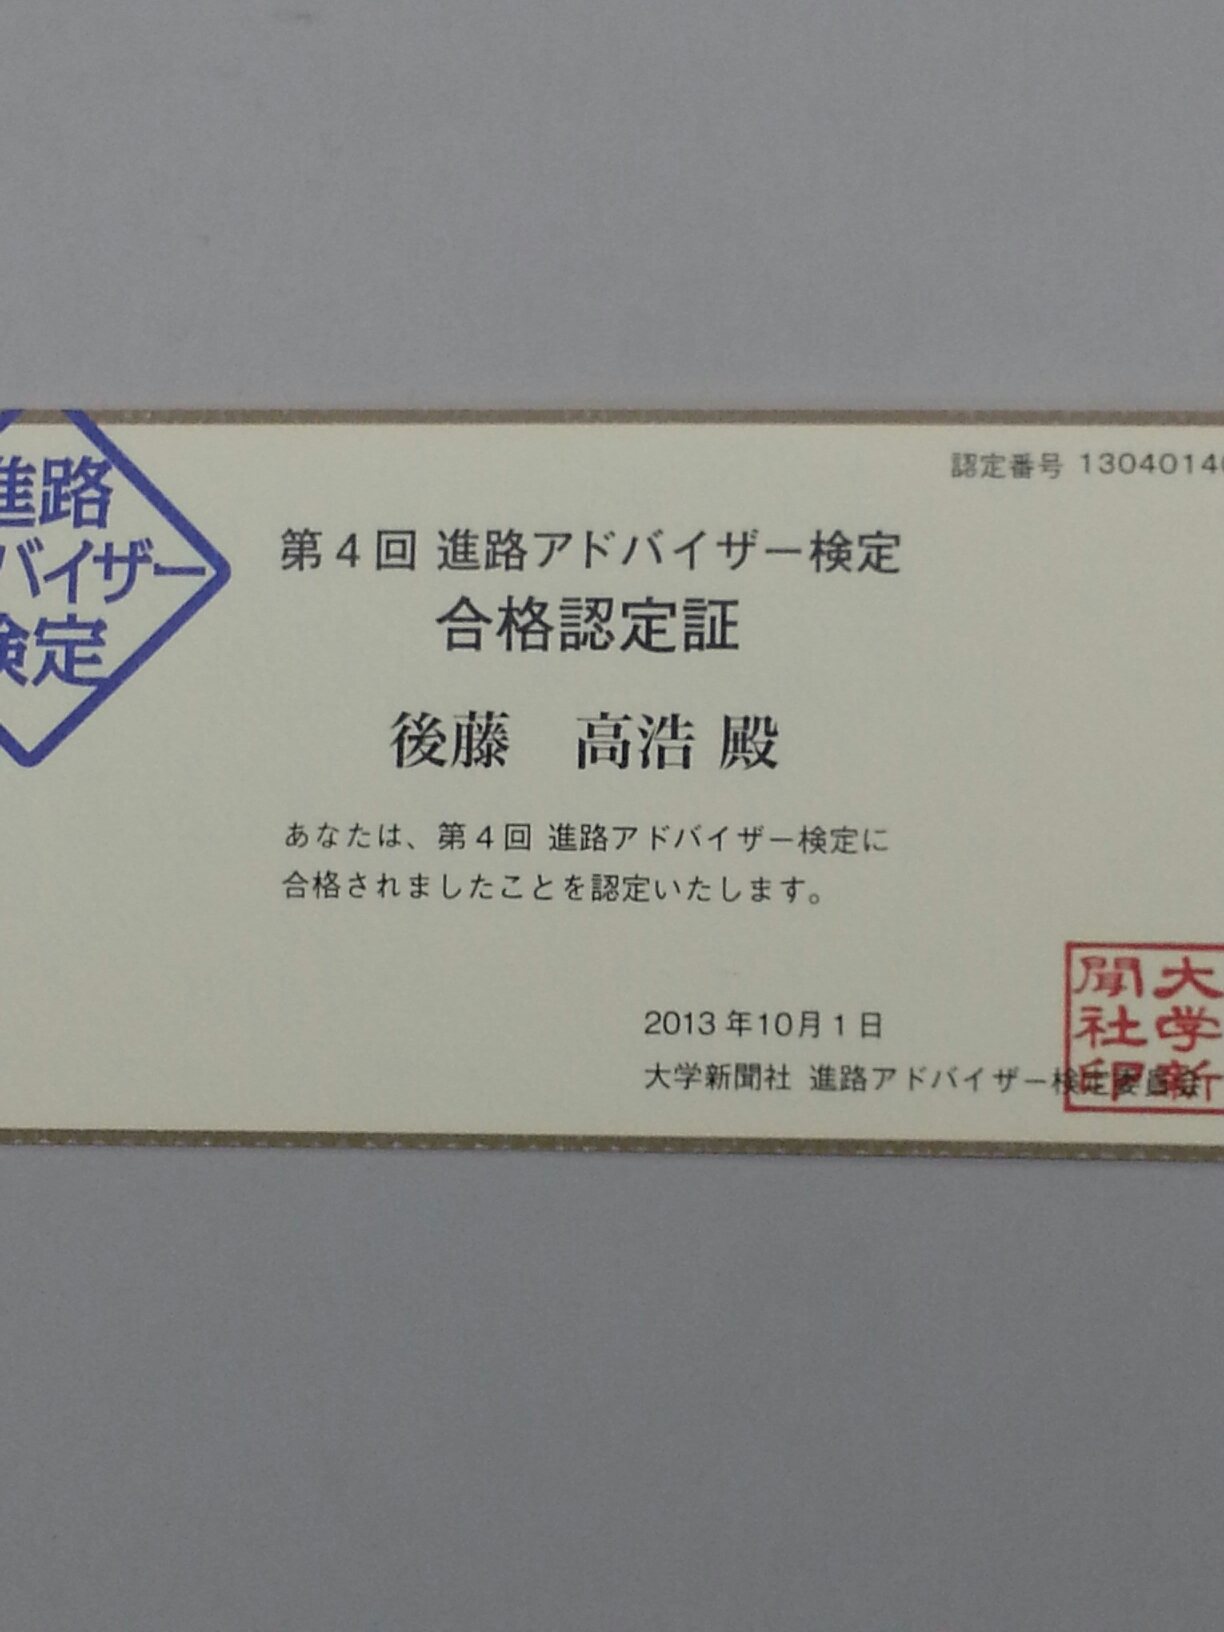 進路
バイザー
検定
認定番号 1304014
第4回 進路アドバイザー検定
合格認定証
後藤 高浩 殿
あなたは、第4回 進路アドバイザー検定に
合格されましたことを認定いたします。
2013年10月1日
大学新聞社 進路アドバイザー検定委員会
大学新聞社印